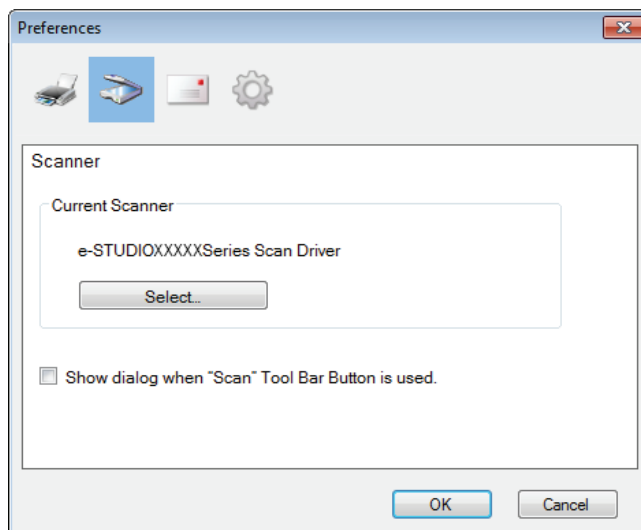 Preferences
Scanner
Current Scanner
e-STUDIOXXXXXSeries Scan Driver
Select...
Show dialog when "Scan" Tool Bar Button is used.
OK
Cancel